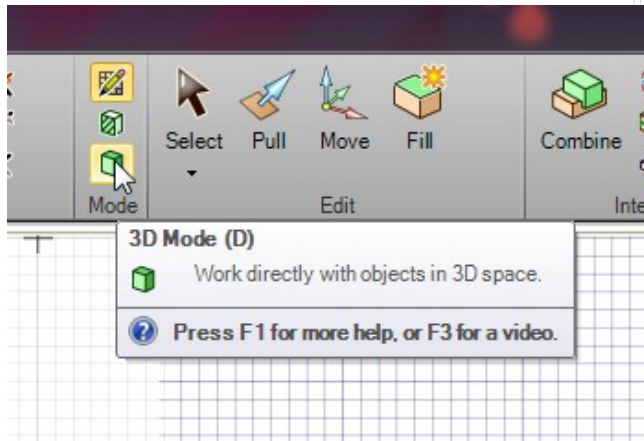 Select Pull Move Fill Combine
Mode Edit Inte
3D Mode (D)
Work directly with objects in 3D space.
Press F1 for more help, or F3 for a video.